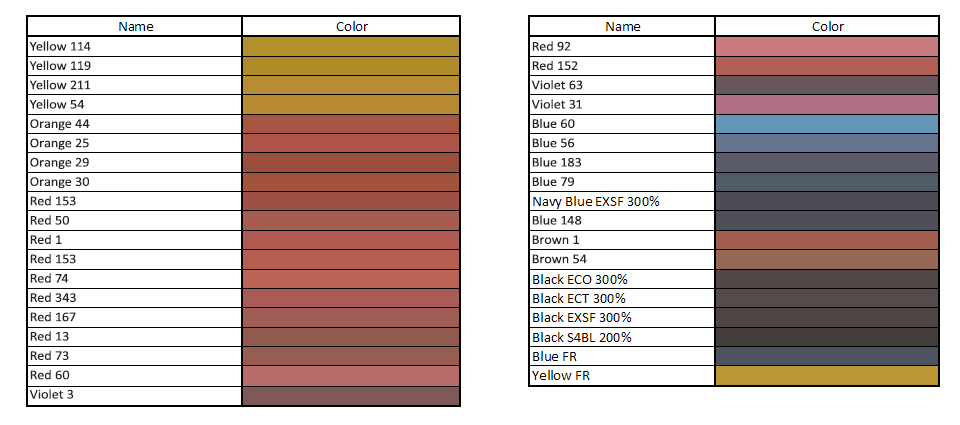 Name Color
Yellow 114
Yellow 119
Yellow 211
Yellow 54
Orange 44
Orange 25
Orange 29
Orange 30
Red 153
Red 50
Red 1
Red 153
Red 74
Red 343
Red 167
Red 13
Red 73
Red 60
Violet 3
Name Color
Red 92
Red 152
Violet 63
Violet 31
Blue 60
Blue 56
Blue 183
Blue 79
Navy Blue EXSF 300%
Blue 148
Brown 1
Brown 54
Black ECO 300%
Black ECT 300%
Black EXSF 300%
Black S4BL 200%
Blue FR
Yellow FR